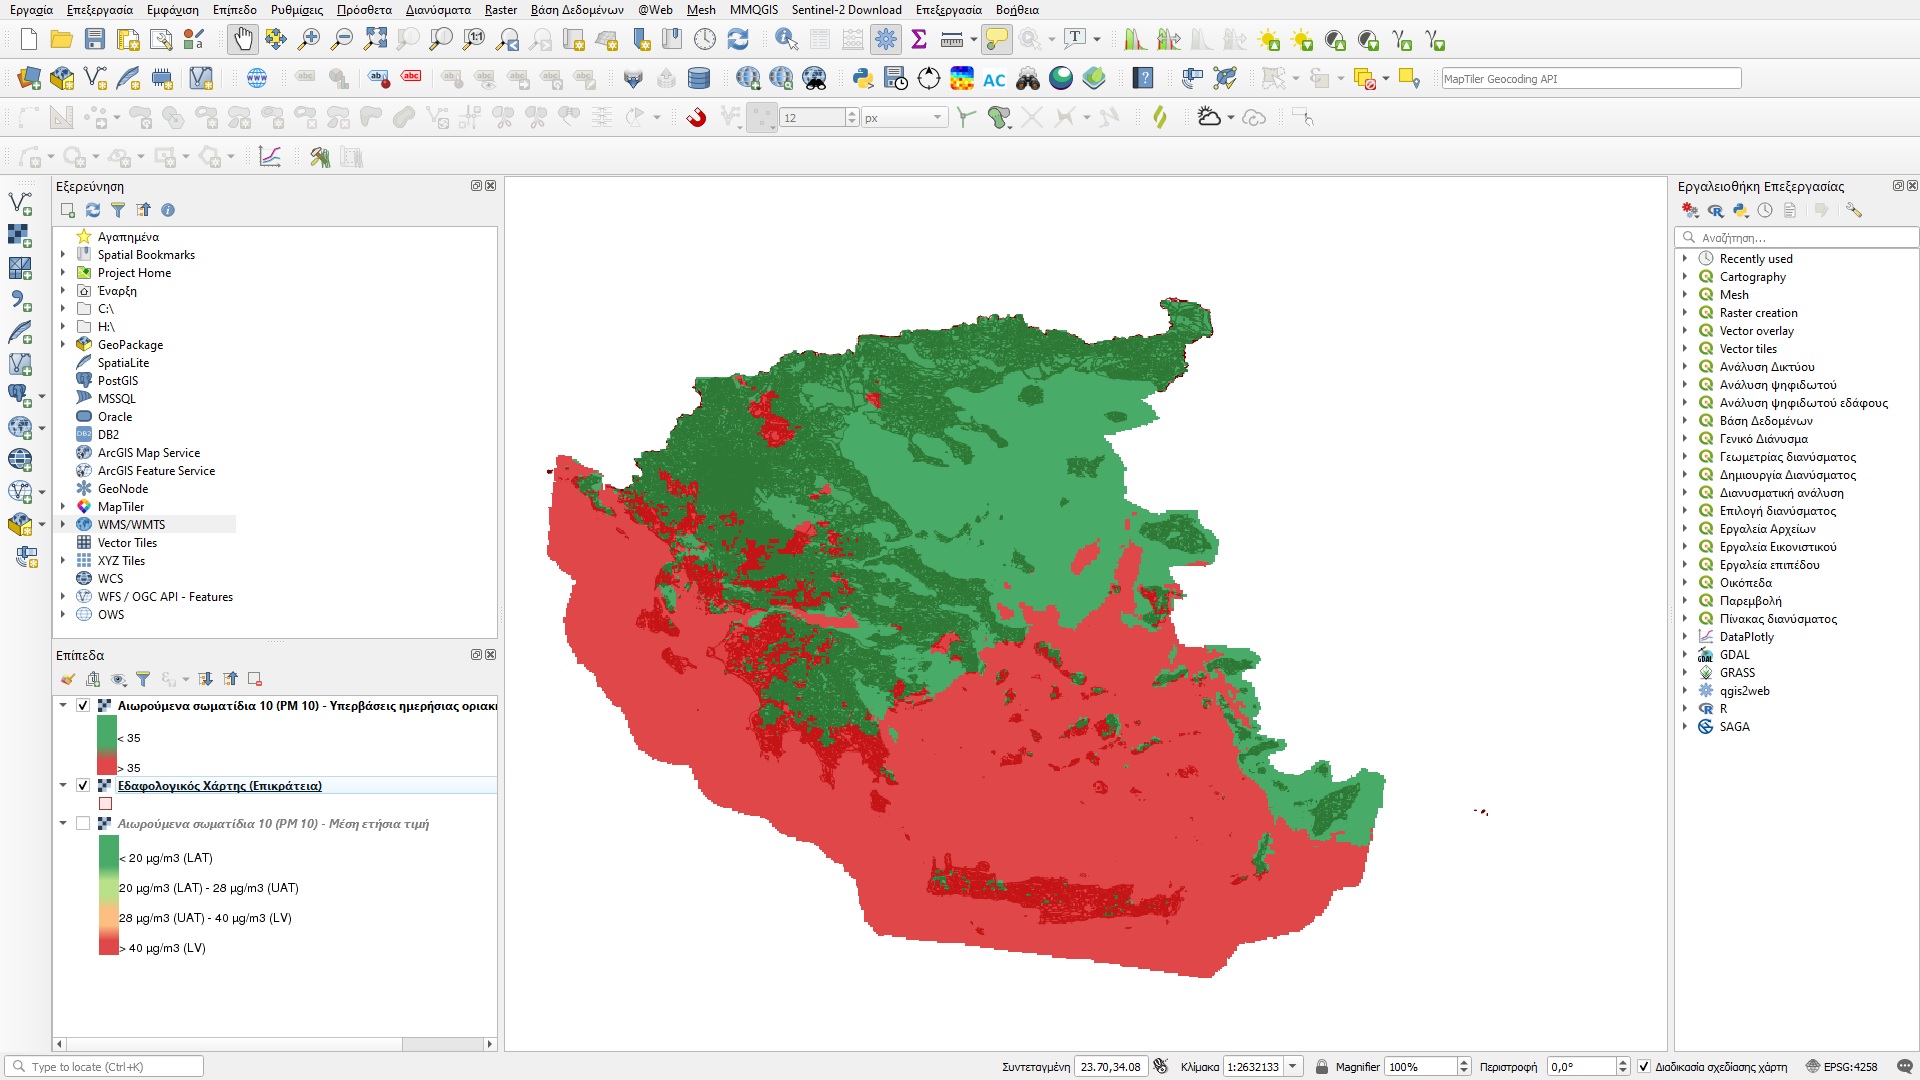 Εργασία Επεξεργασία Εμφάνιση Επίπεδο Ρυθμίσεις Πρόσθετα Διανύσματα Raster Βάση Δεδομένων @Web Mesh MMQGIS Sentinel-2 Download Επεξεργασία Βοήθεια
MapTiler Geocoding API
12 px
Εξερεύνηση
Αγαπημένα
Spatial Bookmarks
Project Home
Έναρξη
C:\
H:\
GeoPackage
SpatiaLite
PostGIS
MSSQL
Oracle
DB2
ArcGIS Map Service
ArcGIS Feature Service
GeoNode
MapTiler
WMS/WMTS
Vector Tiles
XYZ Tiles
WCS
WFS / OGC API - Features
OWS
Επίπεδα
Αιωρούμενα σωματίδια 10 (PM 10) - Υπερβάσεις ημερήσιας οριακι
< 35
> 35
Εδαφολογικός Χάρτης (Επικράτεια)
Αιωρούμενα σωματίδια 10 (PM 10) - Μέση ετήσια τιμή
< 20 μg/m3 (LAT)
20 μg/m3 (LAT) - 28 μg/m3 (UAT)
28 μg/m3 (UAT) - 40 μg/m3 (LV)
> 40 μg/m3 (LV)
Εργαλειοθήκη Επεξεργασίας
Αναζήτηση...
Recently used
Cartography
Mesh
Raster creation
Vector overlay
Vector tiles
Ανάλυση Δικτύου
Ανάλυση ψηφιδωτού
Ανάλυση ψηφιδωτού εδάφους
Βάση Δεδομένων
Γενικό Διάνυσμα
Γεωμετρίας διανύσματος
Δημιουργία Διανύσματος
Διανυσματική ανάλυση
Επιλογή διανύσματος
Εργαλεία Αρχείων
Εργαλεία Εικονιστικού
Εργαλεία επιπέδου
Οικόπεδα
Παρεμβολή
Πίνακας διανύσματος
DataPlotly
GDAL
GRASS
qgis2web
R
SAGA
Type to locate (Ctrl+K) Συντεταγμένη 23.70,34.08 Κλίμακα 1:2632133 Magnifier 100% Περιστροφή 0,0° Διαδικασία σχεδίασης χάρτη EPSG:4258